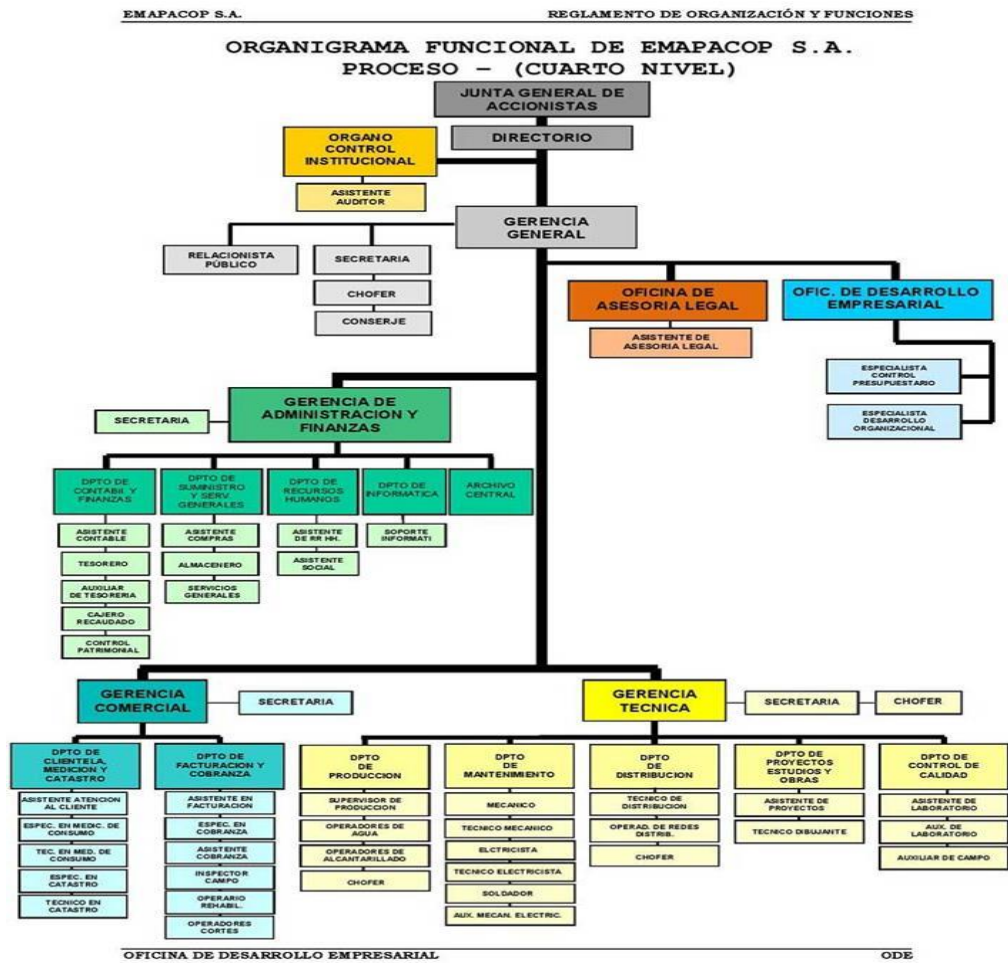 EMAPACOP S.A. REGLAMENTO DE ORGANIZACIÓN Y FUNCIONES
ORGANIGRAMA FUNCIONAL DE EMAPACOP S.A.
PROCESO – (CUARTO NIVEL)
JUNTA GENERAL DE
ACCIONISTAS
DIRECTORIO
ORGANO
CONTROL
INSTITUCIONAL
ASISTENTE
AUDITOR
GERENCIA
GENERAL
RELACIONISTA
PÚBLICO
SECRETARIA
CHOFER
CONSERJE
OFICINA DE
ASESORIA LEGAL
ASISTENTE DE
ASESORIA LEGAL
OFIC. DE DESARROLLO
EMPRESARIAL
ESPECIALISTA
CONTROL
PRESUPUESTARIO
ESPECIALISTA
DESARROLLO
ORGANIZACIONAL
SECRETARIA
GERENCIA DE
ADMINISTRACION Y
FINANZAS
DPTO DE
CONTABIL Y
FINANZAS
ASISTENTE
CONTABLE
TESORERO
AUXILIAR
DE TESORERIA
CAJERO
RECAUDADO
CONTROL
PATRIMONIAL
DPTO DE
SUMINISTRO
Y SERV.
GENERALES
ASISTENTE
COMPRAS
ALMACENERO
SERVICIOS
GENERALES
DPTO DE
RECURSOS
HUMANOS
ASISTENTE
DE RR HH.
ASISTENTE
SOCIAL
DPTO DE
INFORMATICA
SOPORTE
INFORMATI
ARCHIVO
CENTRAL
GERENCIA
COMERCIAL
SECRETARIA
DPTO DE
CLIENTELA,
MEDICION Y
CATASTRO
ASISTENTE ATENCION
AL CLIENTE
ESPEC. EN MEDIC. DE
CONSUMO
TEC. EN MED. DE
CONSUMO
ESPEC. EN
CATASTRO
TECNICO EN
CATASTRO
DPTO DE
FACTURACION Y
COBRANZA
ASISTENTE EN
FACTURACION
ESPEC. EN
COBRANZA
ASISTENTE
COBRANZA
INSPECTOR
CAMPO
OPERARIO
REHABIL.
OPERADORES
CORTES
GERENCIA
TECNICA
SECRETARIA
CHOFER
DPTO
DE
PRODUCCION
SUPERVISOR DE
PRODUCCION
OPERADORES DE
AGUA
OPERADORES DE
ALCANTARILLADO
CHOFER
DPTO
DE
MANTENIMIENTO
MECANICO
TECNICO MECANICO
ELCTRICISTA
TECNICO ELECTRICISTA
SOLDADOR
AUX. MECAN. ELECTRIC.
DPTO
DE
DISTRIBUCION
TECNICO DE
DISTRIBUCION
OPERAD. DE REDES
DISTRIB.
CHOFER
DPTO DE
PROYECTOS
ESTUDIOS Y
OBRAS
ASISTENTE DE
PROYECTOS
TECNICO DIBUJANTE
DPTO DE
CONTROL DE
CALIDAD
ASISTENTE DE
LABORATORIO
AUX. DE
LABORATORIO
AUXILIAR DE CAMPO
OFICINA DE DESARROLLO EMPRESARIAL ODE